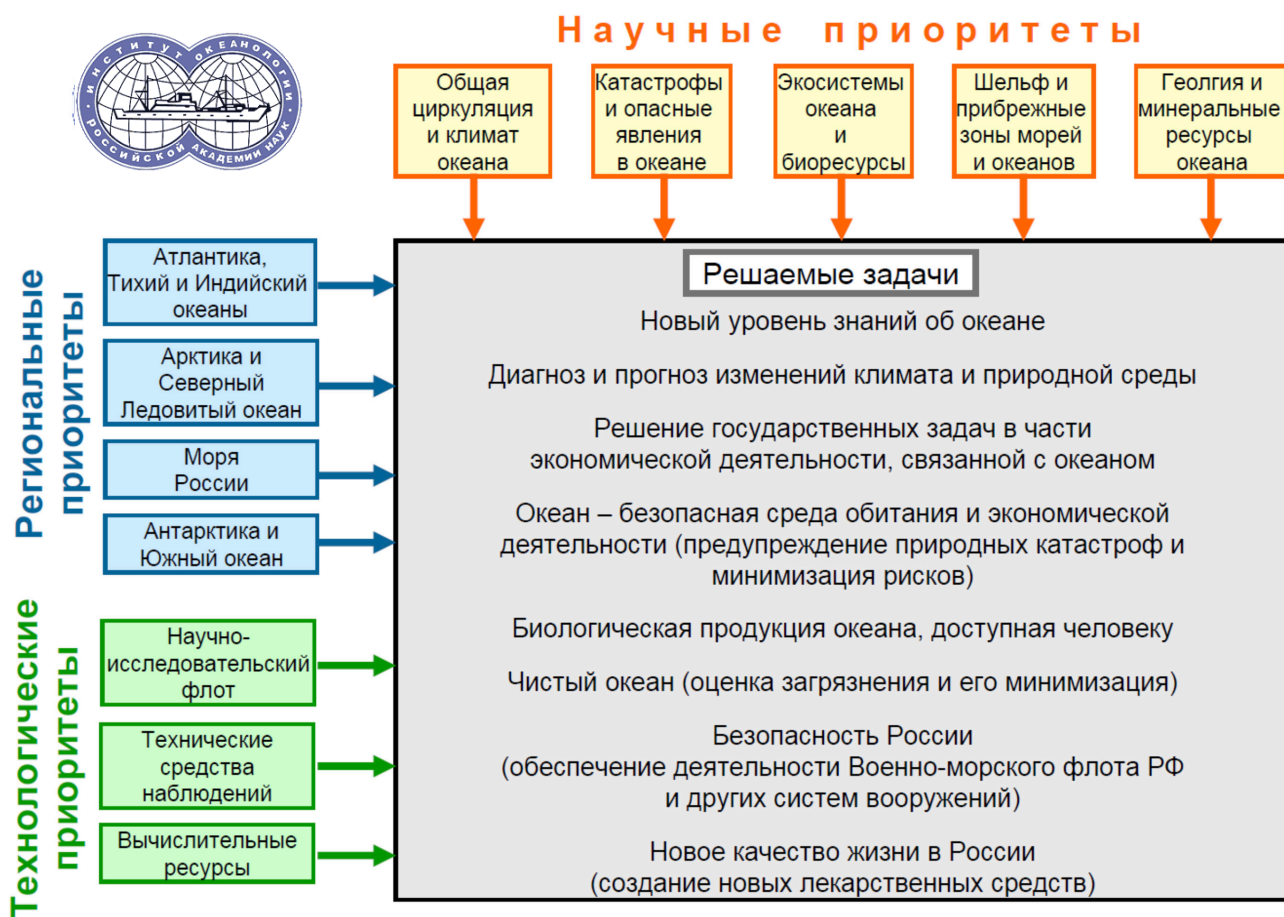 Научные приоритеты
ИНСТИТУТ ОКЕАНОЛОГИИ
РОССИЙСКОЙ АКАДЕМИИ НАУК
Общая
циркуляция
и климат
океана
Катастрофы
и опасные
явления
в океане
Экосистемы
океана
и
биоресурсы
Шельф и
прибрежные
зоны морей
и океанов
Геолгия и
минеральные
ресурсы
океана
Региональные
приоритеты
Атлантика,
Тихий и Индийский
океаны
Арктика и
Северный
Ледовитый океан
Моря
России
Антарктика и
Южный океан
Технологические
приоритеты
Научно-
исследовательский
флот
Технические
средства
наблюдений
Вычислительные
ресурсы
Решаемые задачи
Новый уровень знаний об океане
Диагноз и прогноз изменений климата и природной среды
Решение государственных задач в части
экономической деятельности, связанной с океаном
Океан – безопасная среда обитания и экономической
деятельности (предупреждение природных катастроф и
минимизация рисков)
Биологическая продукция океана, доступная человеку
Чистый океан (оценка загрязнения и его минимизация)
Безопасность России
(обеспечение деятельности Военно-морского флота РФ
и других систем вооружений)
Новое качество жизни в России
(создание новых лекарственных средств)